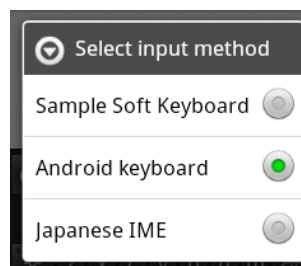 Select input method
Sample Soft Keyboard
Android keyboard
Japanese IME